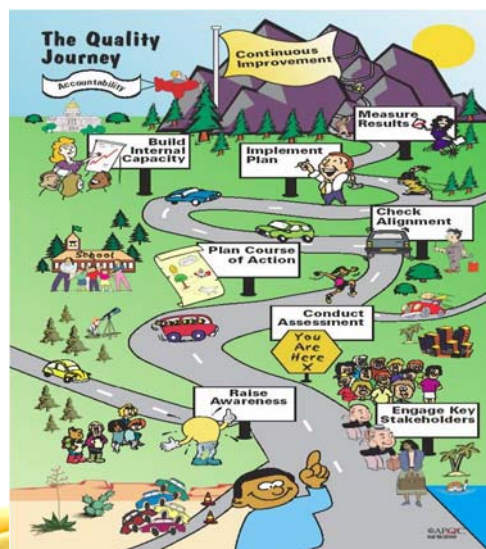 The Quality
Journey
Accountability
Continuous
Improvement
Measure
Results
Build
Internal
Capacity
Implement
Plan
Check
Alignment
School
Plan Course
of Action
Conduct
Assessment
You
Are
Here
X
Raise
Awareness
Engage Key
Stakeholders